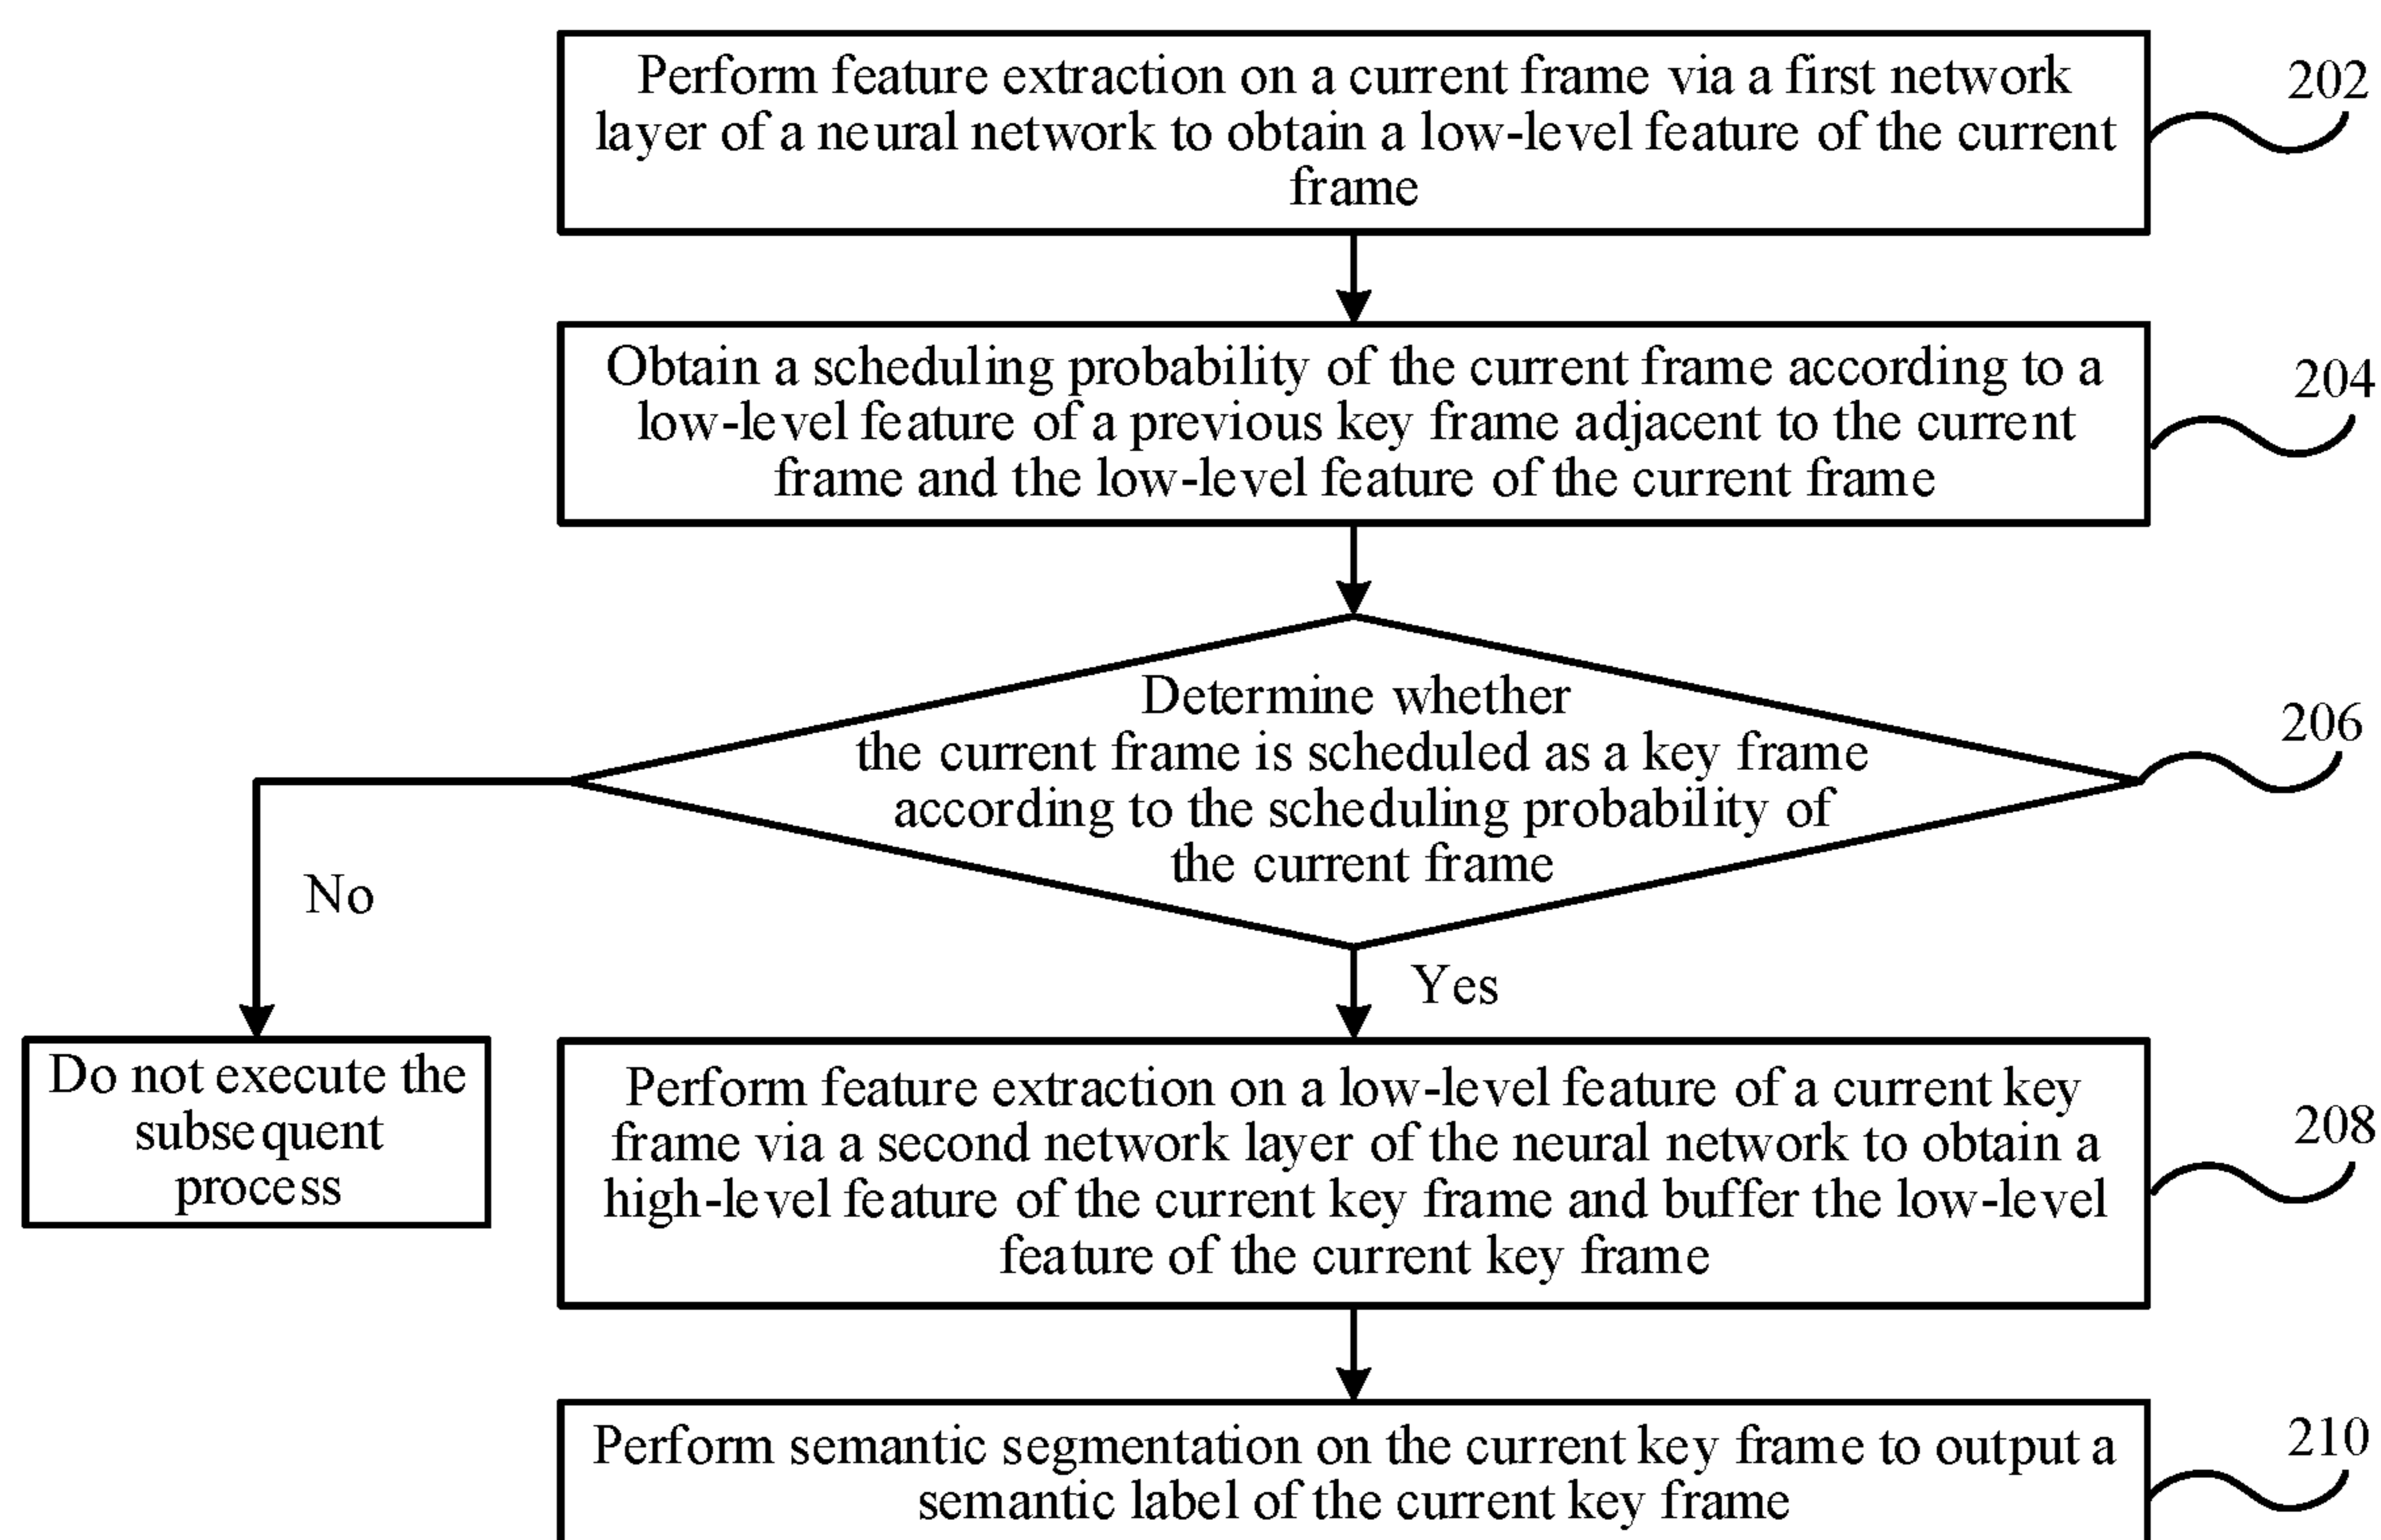 Perform feature extraction on a current frame via a first network
layer of a neural network to obtain a low-level feature of the current
frame
202
Obtain a scheduling probability of the current frame according to a
low-level feature of a previous key frame adjacent to the current
frame and the low-level feature of the current frame
204
Determine whether
the current frame is scheduled as a key frame
according to the scheduling probability of
the current frame
206
No
Yes
Do not execute the
subsequent
process
Perform feature extraction on a low-level feature of a current key
frame via a second network layer of the neural network to obtain a
high-level feature of the current key frame and buffer the low-level
feature of the current key frame
208
Perform semantic segmentation on the current key frame to output a
semantic label of the current key frame
210